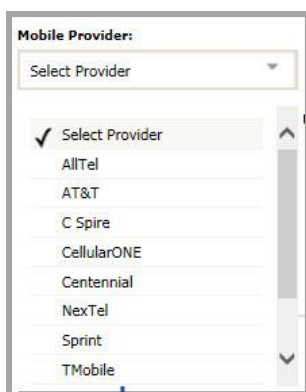 Mobile Provider:
Select Provider
Select Provider
AllTel
AT&T
C Spire
CellularONE
Centennial
NexTel
Sprint
TMobile